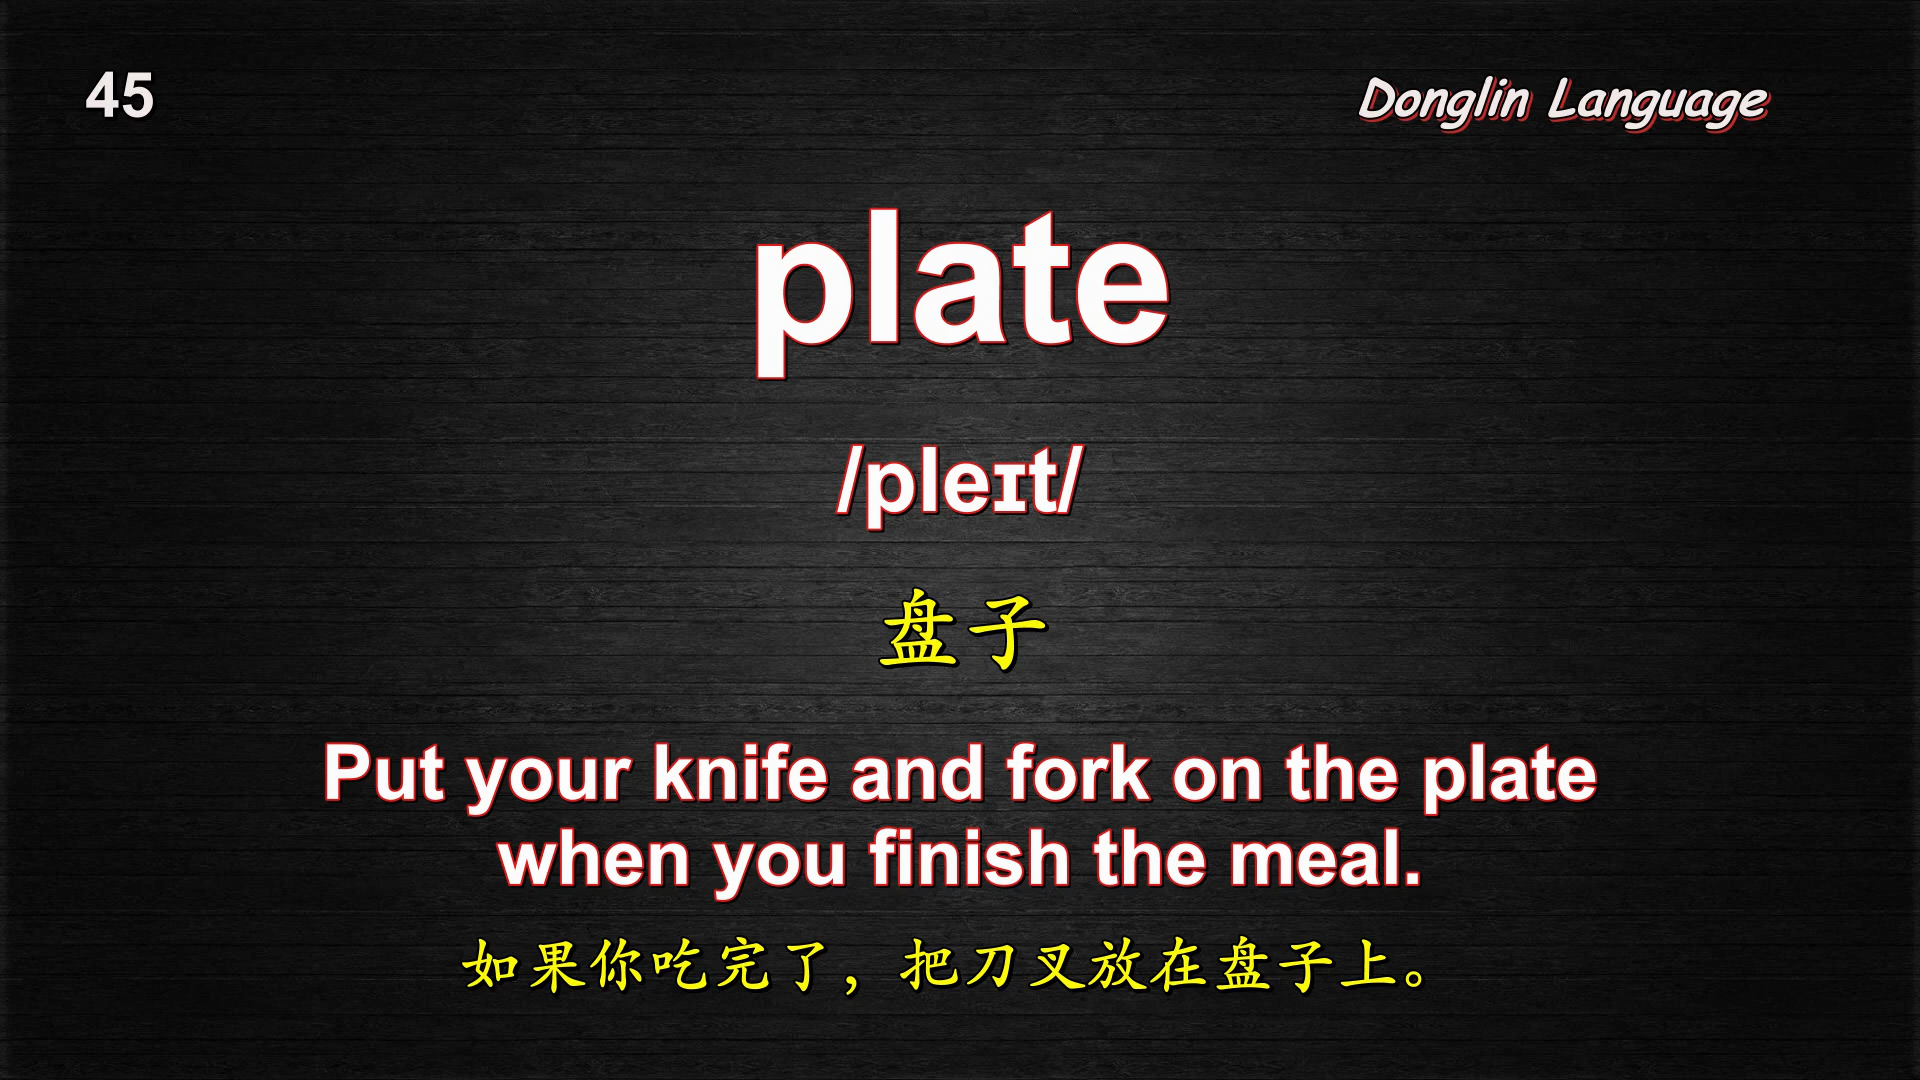 45
Donglin Language
plate
/pleɪt/
盘子
Put your knife and fork on the plate
when you finish the meal.
如果你吃完了，把刀叉放在盘子上。